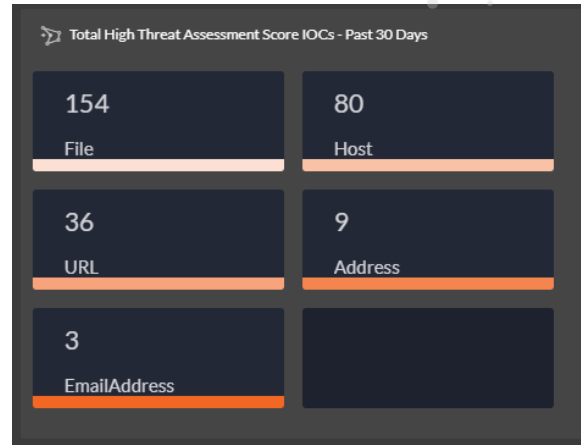 Total High Threat Assessment Score IOCs - Past 30 Days
154
File
80
Host
36
URL
9
Address
3
EmailAddress